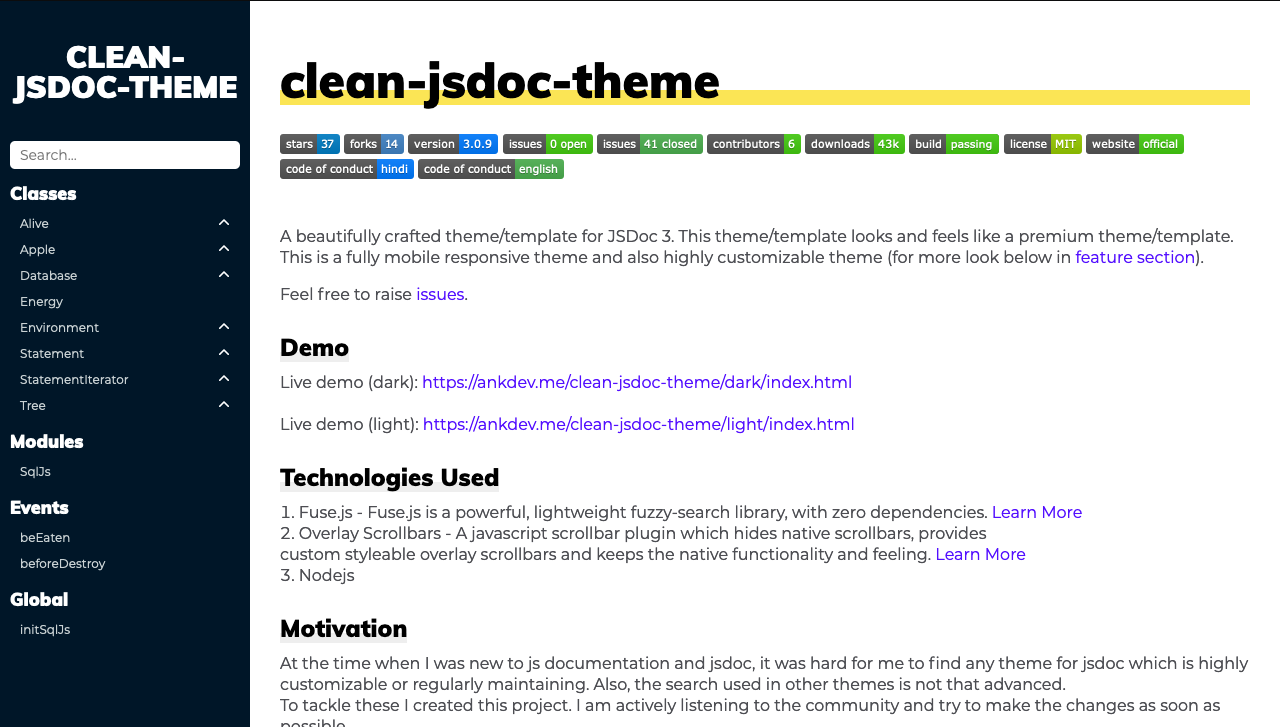 CLEAN-
JSDOC-THEME
Search...
Classes
Alive
Apple
Database
Energy
Environment
Statement
StatementIterator
Tree
Modules
SqlJs
Events
beEaten
beforeDestroy
Global
initSqlJs
clean-jsdoc-theme
stars 37 forks 14 version 3.0.9 issues 0 open issues 41 closed contributors 6 downloads 43k build passing license MIT website official
code of conduct hindi code of conduct english
A beautifully crafted theme/template for JSDoc 3. This theme/template looks and feels like a premium theme/template.
This is a fully mobile responsive theme and also highly customizable theme (for more look below in feature section).
Feel free to raise issues.
Demo
Live demo (dark): https://ankdev.me/clean-jsdoc-theme/dark/index.html
Live demo (light): https://ankdev.me/clean-jsdoc-theme/light/index.html
Technologies Used
1. Fuse.js - Fuse.js is a powerful, lightweight fuzzy-search library, with zero dependencies. Learn More
2. Overlay Scrollbars - A javascript scrollbar plugin which hides native scrollbars, provides
custom styleable overlay scrollbars and keeps the native functionality and feeling. Learn More
3. Nodejs
Motivation
At the time when I was new to js documentation and jsdoc, it was hard for me to find any theme for jsdoc which is highly
customizable or regularly maintaining. Also, the search used in other themes is not that advanced.
To tackle these I created this project. I am actively listening to the community and try to make the changes as soon as
possible.